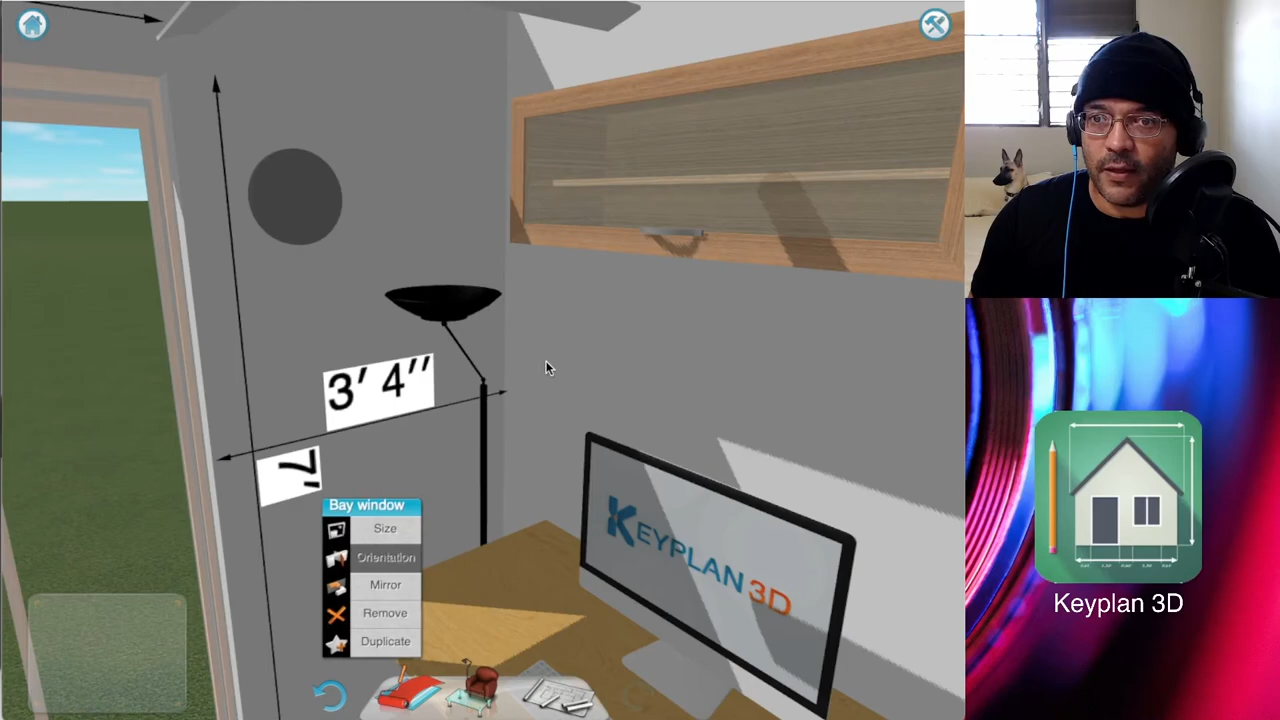 3' 4''
7'
Bay window
Size
Orientation
Mirror
Remove
Duplicate
KEYPLAN 3D
Keyplan 3D